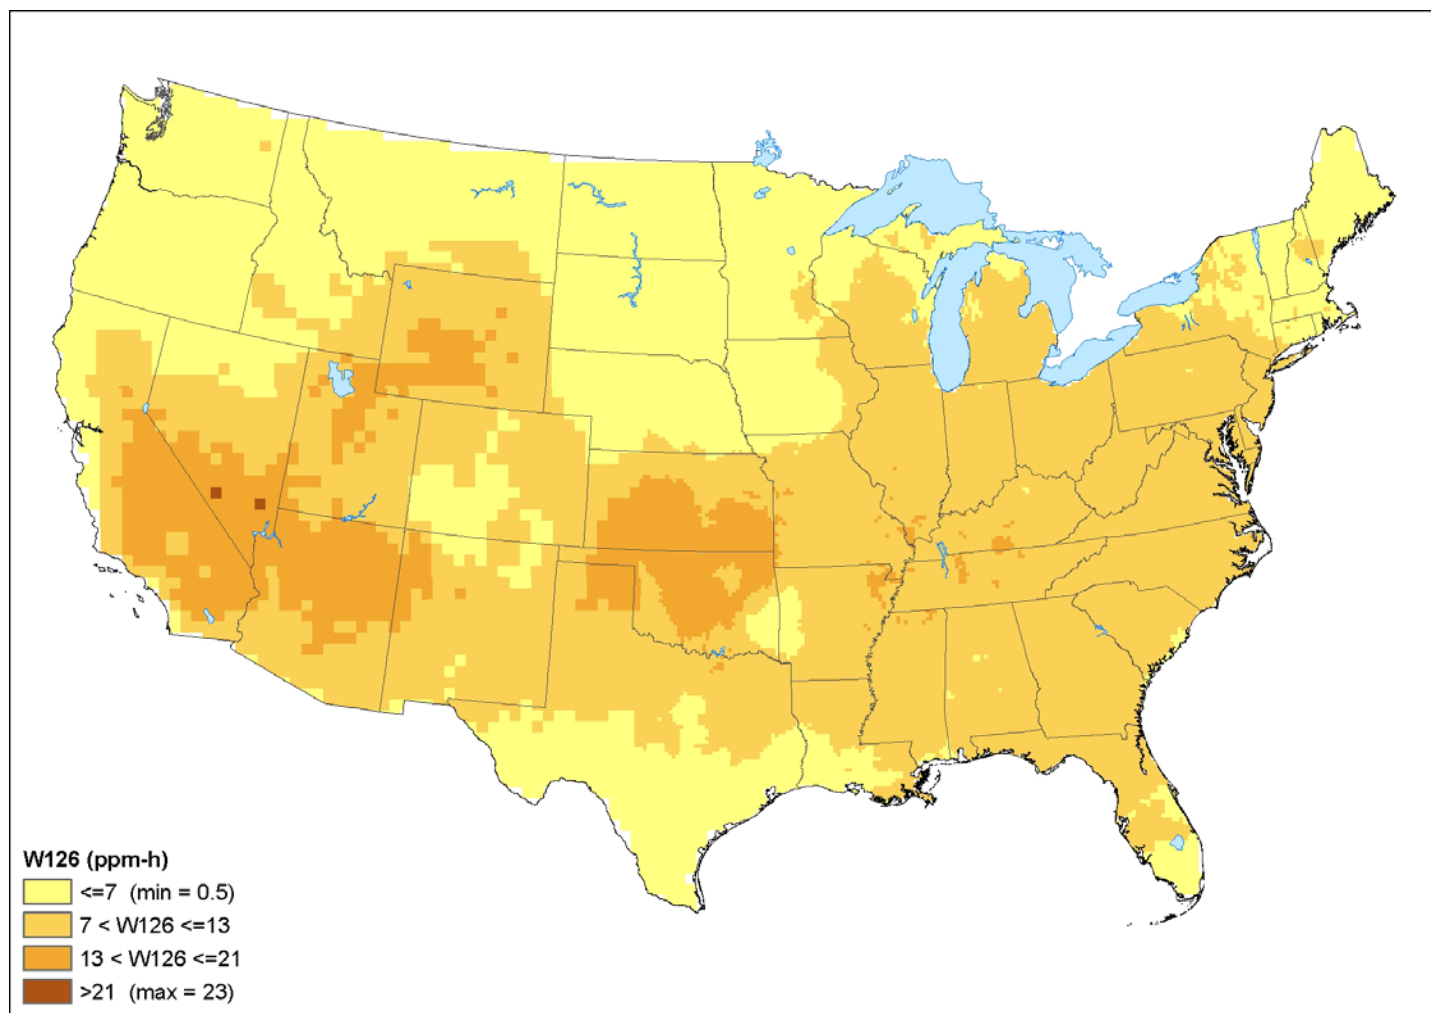 W126 (ppm-h)
<=7 (min = 0.5)
7 < W126 <=13
13 < W126 <=21
>21 (max = 23)